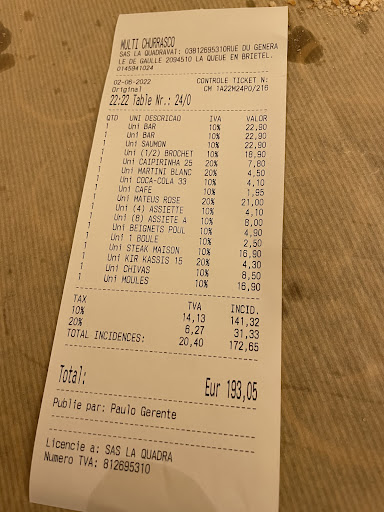 MULTI CHURRASCO
SAS LA QUADRAVAT: 03812695310RUE DU GENERA
LE DE GAULLE 2094510 LA QUEUE EN BRIETEL.
0145941024
02-06-2022 CONTROLE TICKET N:
Original CM 1A22M24P0/216
22:22 Table Nr.: 24/0
QTD UNI DESCRICAO IVA VALOR
1 Uni BAR 10% 22,90
1 Uni BAR 10% 22,90
1 Uni SAUMON 10% 22,90
1 Uni (1/2) BROCHET 10% 18,90
1 Uni CAIPIRINHA 25 20% 7,80
1 Uni MARTINI BLANC 20% 4,50
1 Uni COCA-COLA 33 10% 4,10
1 Uni CAFE 10% 1,95
1 Uni MATEUS ROSE 20% 21,00
1 Uni (4) ASSIETTE 10% 4,10
1 Uni (8) ASSIETE A 10% 8,00
1 Uni BEIGNETS POUL 10% 4,90
1 Uni 1 BOULE 10% 2,50
1 Uni STEAK MAISON 10% 16,90
1 Uni KIR KASSIS 15 20% 4,30
1 Uni CHIVAS 10% 8,50
1 Uni MOULES 10% 16,90
TAX TVA INCID.
10% 14,13 141,32
20% 6,27 31,33
TOTAL INCIDENCES: 20,40 172,65
Total: Eur 193,05
Publie par: Paulo Gerente
Licencie a: SAS LA QUADRA
Numero TVA: 812695310